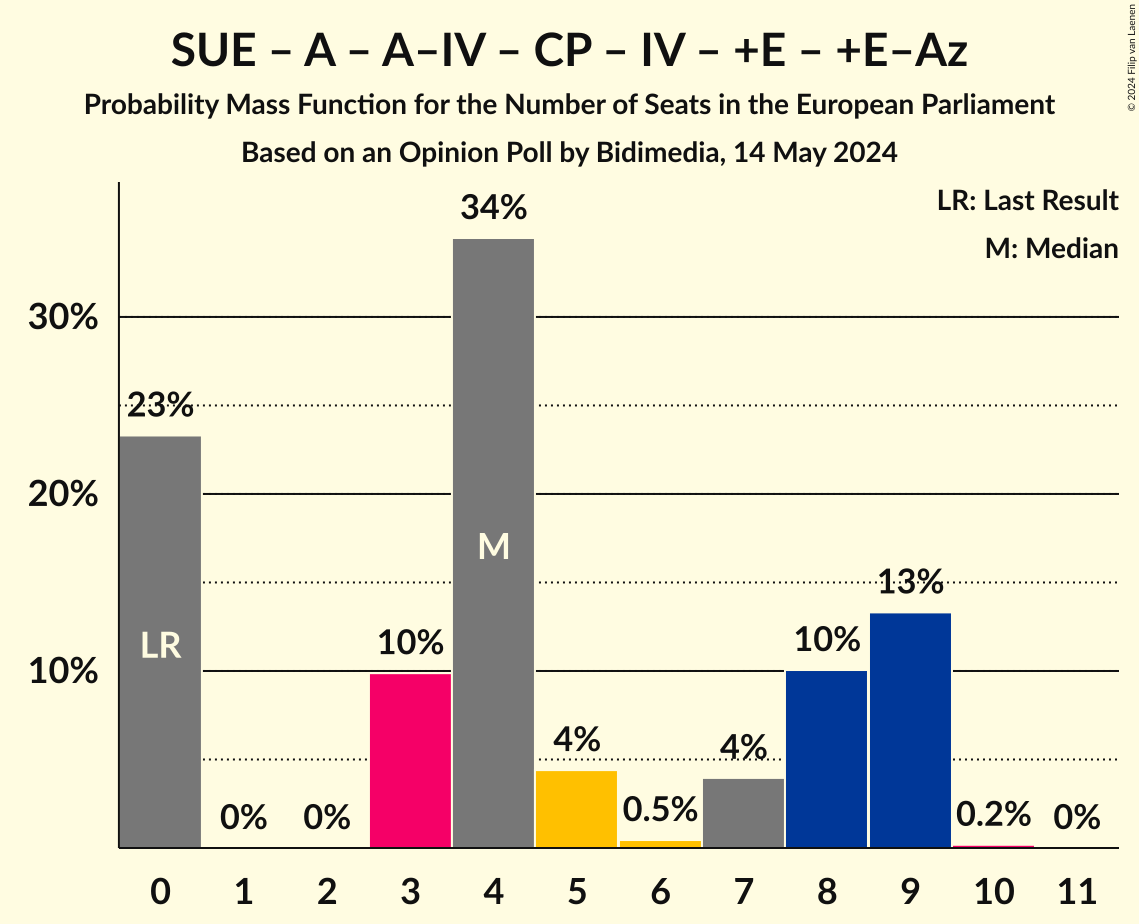 SUE – A – A–IV – CP – IV – +E – +E–Az
Probability Mass Function for the Number of Seats in the European Parliament
Based on an Opinion Poll by Bidimedia, 14 May 2024
© 2024 Filip van Laenen
LR: Last Result
M: Median
34%
30%
23%
20%
M
13%
LR
10%
10%
10%
4%
4%
0%
0%
0.5%
0.2%
0%
0 1 2 3 4 5 6 7 8 9 10 11